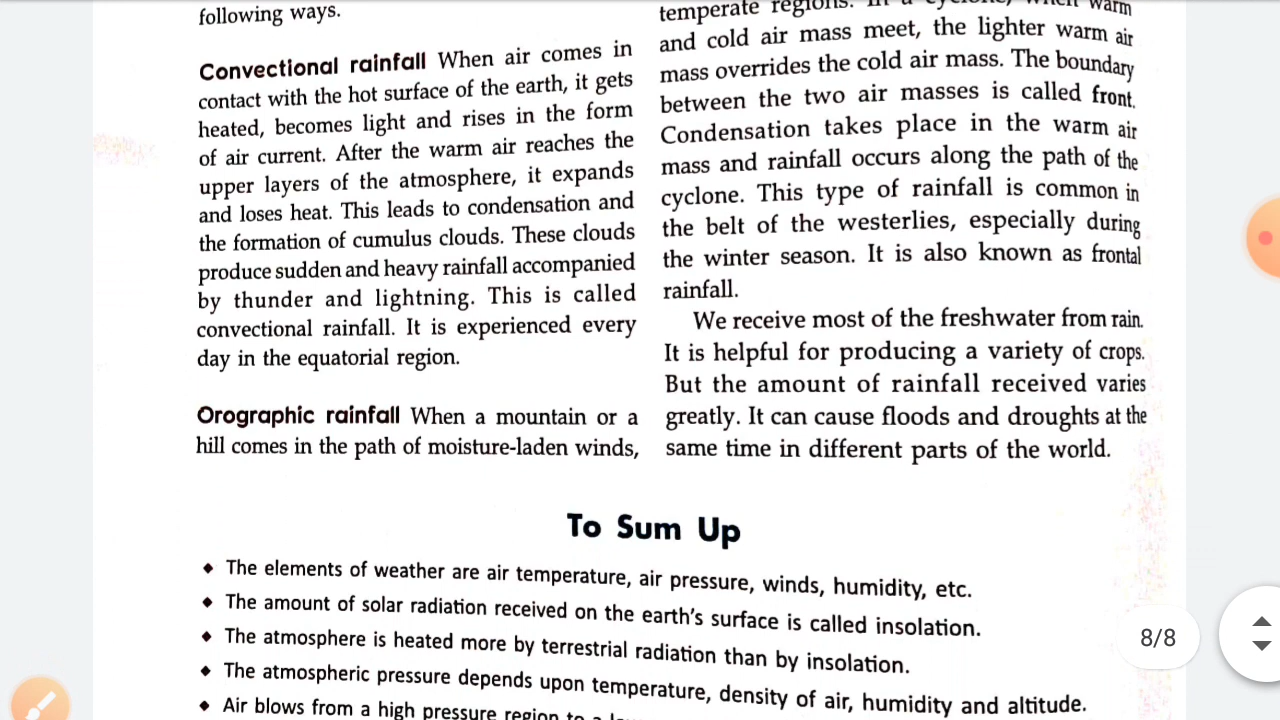 following ways.
Convectional rainfall When air comes in
contact with the hot surface of the earth, it gets
heated, becomes light and rises in the form
of air current. After the warm air reaches the
upper layers of the atmosphere, it expands
and loses heat. This leads to condensation and
the formation of cumulus clouds. These clouds
produce sudden and heavy rainfall accompanied
by thunder and lightning. This is called
convectional rainfall. It is experienced every
day in the equatorial region.
Orographic rainfall When a mountain or a
hill comes in the path of moisture-laden winds,
temperate regions. In a cyclone, when warm
and cold air mass meet, the lighter warm air
mass overrides the cold air mass. The boundary
between the two air masses is called front.
Condensation takes place in the warm air
mass and rainfall occurs along the path of the
cyclone. This type of rainfall is common in
the belt of the westerlies, especially during
the winter season. It is also known as frontal
rainfall.
We receive most of the freshwater from rain.
It is helpful for producing a variety of crops.
But the amount of rainfall received varies
greatly. It can cause floods and droughts at the
same time in different parts of the world.
To Sum Up
◆ The elements of weather are air temperature, air pressure, winds, humidity, etc.
◆ The amount of solar radiation received on the earth's surface is called insolation.
◆ The atmosphere is heated more by terrestrial radiation than by insolation.
◆ The atmospheric pressure depends upon temperature, density of air, humidity and altitude.
◆ Air blows from a high pressure region to a
8/8